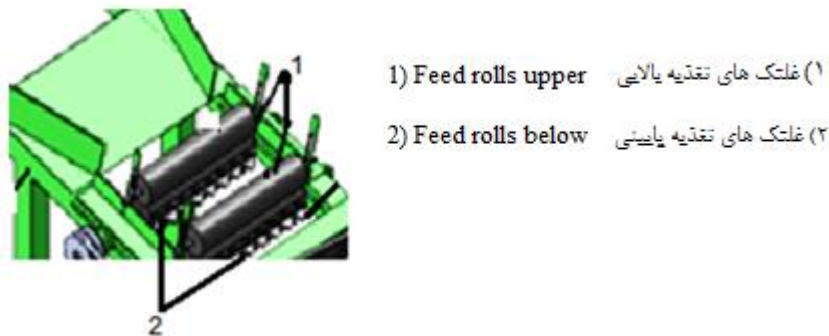 1
1) Feed rolls upper ۱) غلتک های تغذیه بالایی
2) Feed rolls below ۲) غلتک های تغذیه پایینی
2